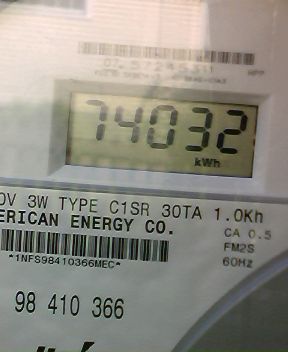 74032
kWh
0V 3W TYPE C1SR 30TA 1.0Kh
ERICAN ENERGY CO.
CA 0.5
FM2S
60Hz
*1NFS98410366MEC*
98 410 366